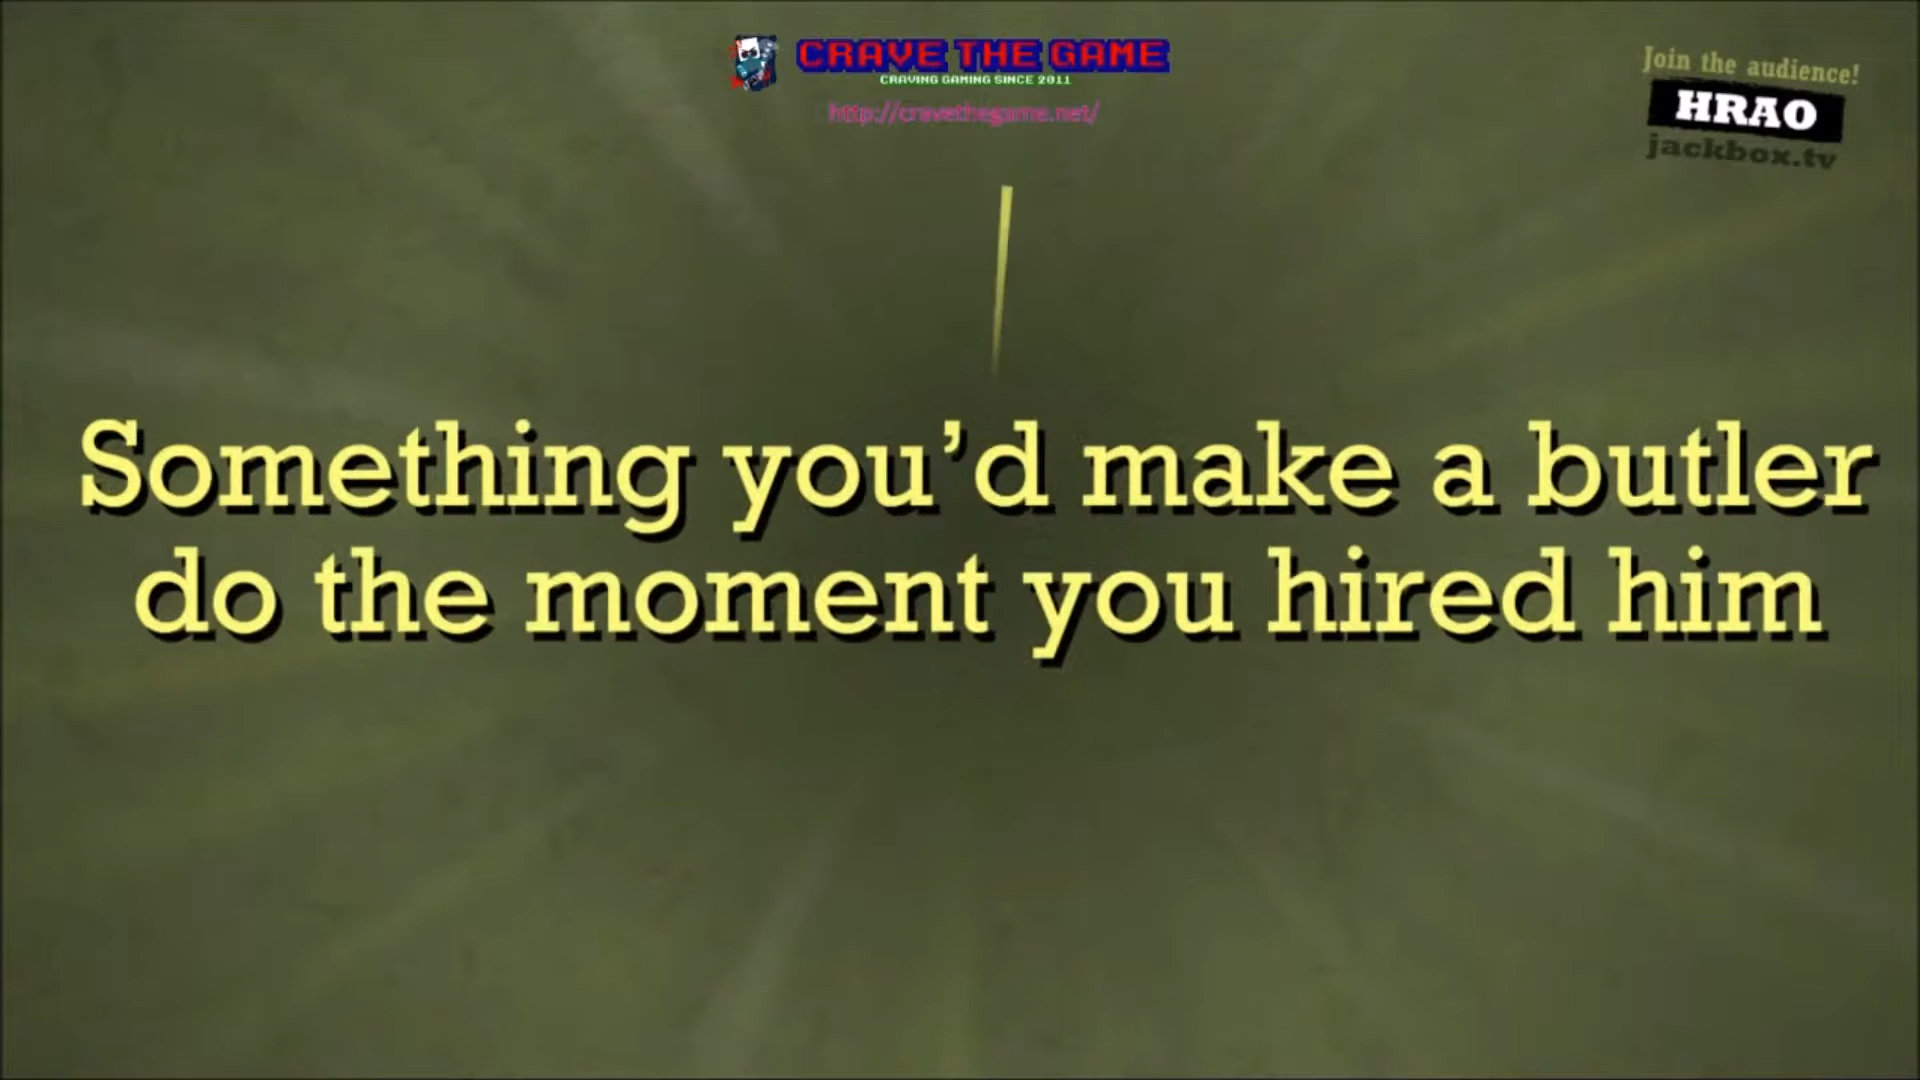 CRAVE THE GAME
CRAVING GAMING SINCE 2011
http://cravethegame.net/
Join the audience!
HRAO
jackbox.tv
Something you’d make a butler
do the moment you hired him